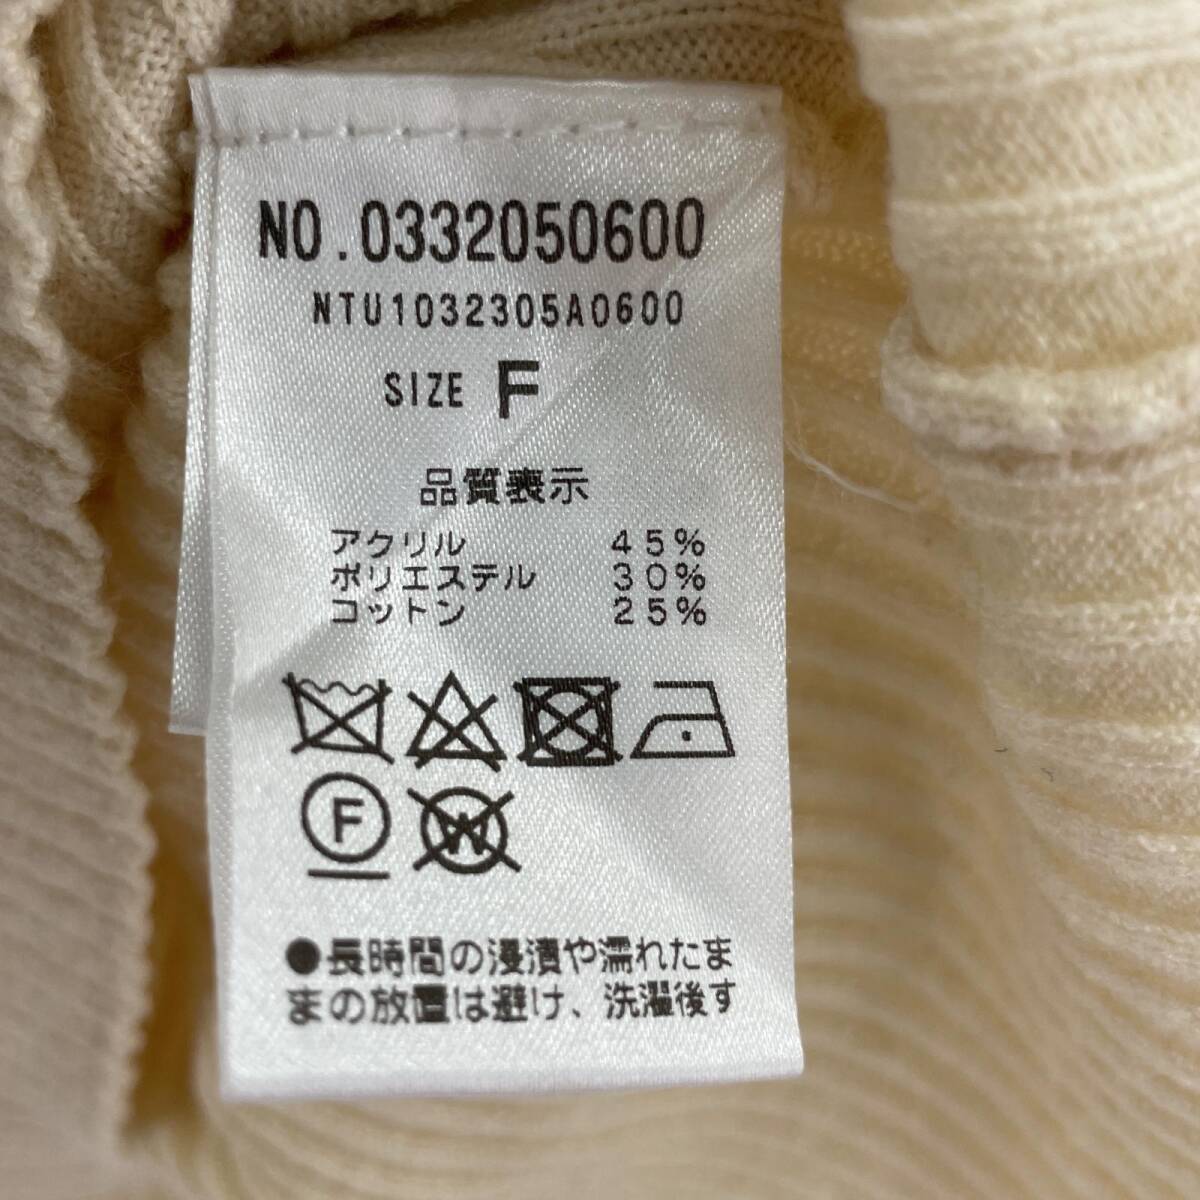 NO.0332050600
NTU1032305A0600
SIZE F
品質表示
アクリル 45%
ポリエステル 30%
コットン 25%
F W
●長時間の浸漬や濡れたま
まの放置は避け、洗濯後す